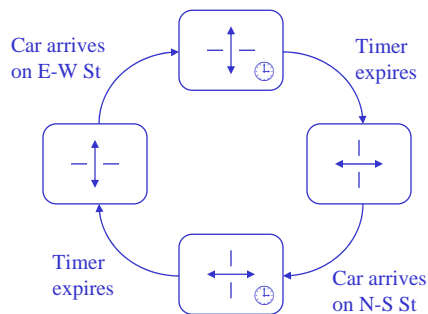 Car arrives
on E-W St
Timer
expires
Timer
expires
Car arrives
on N-S St